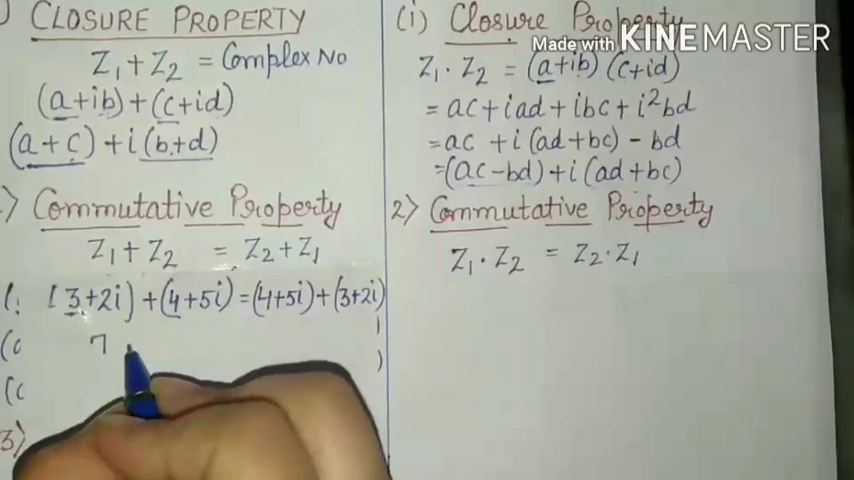 CLOSURE PROPERTY
Z₁ + Z₂ = Complex No
(a+ib)+(c+id)
(a+c)+i(b+d)
Commutative Property
Z₁+Z₂ = Z₂+Z₁
(3+2i)+(4+5i)=(4+5i)+(3+2i)
7
3)
(i) Closure Property
Made with KINEMASTER
Z₁·Z₂ = (a+ib)(c+id)
=ac+iad+ibc+i²bd
=ac +i(ad+bc)-bd
=(ac-bd)+i(ad+bc)
2) Commutative Property
Z₁·Z₂ = Z₂·Z₁